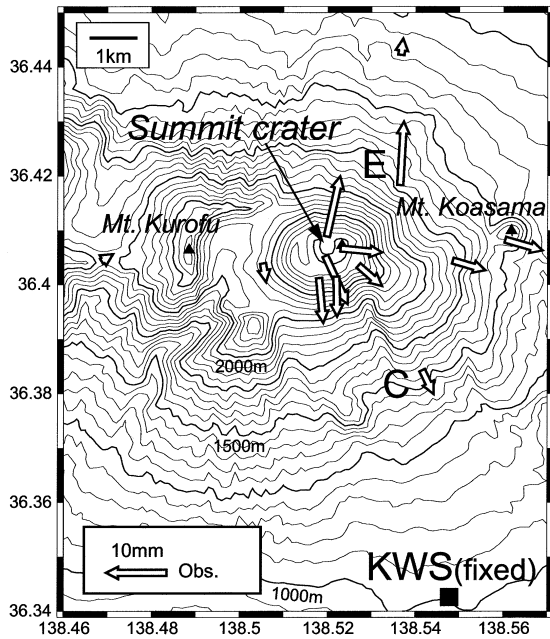 36.44
1km
Summit crater
E
36.42
Mt. Kurofu
Mt. Koasama
36.4
2000m
C
36.38
1500m
36.36
10mm
Obs.
KWS(fixed)
1000m
36.34
138.46
138.48
138.5
138.52
138.54
138.56